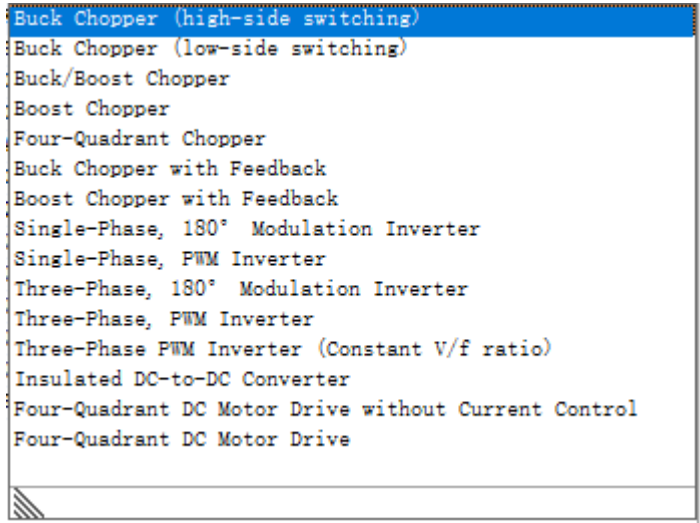 Buck Chopper (high-side switching)
Buck Chopper (low-side switching)
Buck/Boost Chopper
Boost Chopper
Four-Quadrant Chopper
Buck Chopper with Feedback
Boost Chopper with Feedback
Single-Phase, 180° Modulation Inverter
Single-Phase, PWM Inverter
Three-Phase, 180° Modulation Inverter
Three-Phase, PWM Inverter
Three-Phase PWM Inverter (Constant V/f ratio)
Insulated DC-to-DC Converter
Four-Quadrant DC Motor Drive without Current Control
Four-Quadrant DC Motor Drive